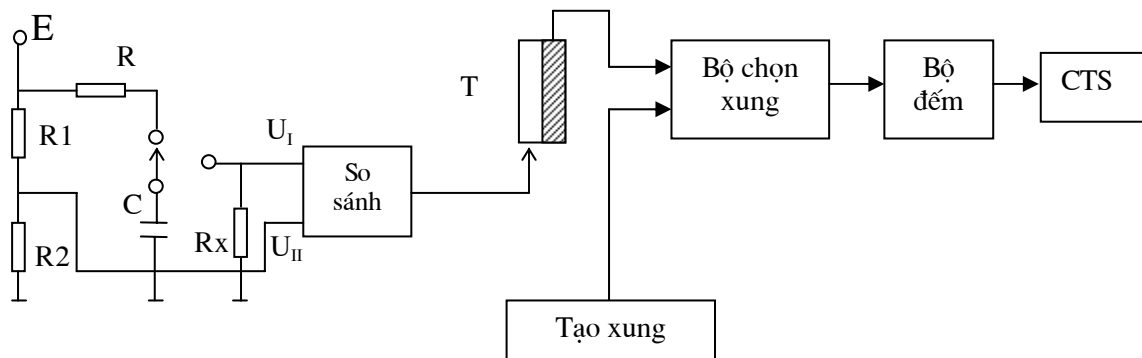 E
R
R1
C
R2
Rx
U_I
U_II
So
sánh
T
Bộ chọn
xung
Bộ
đếm
CTS
Tạo xung